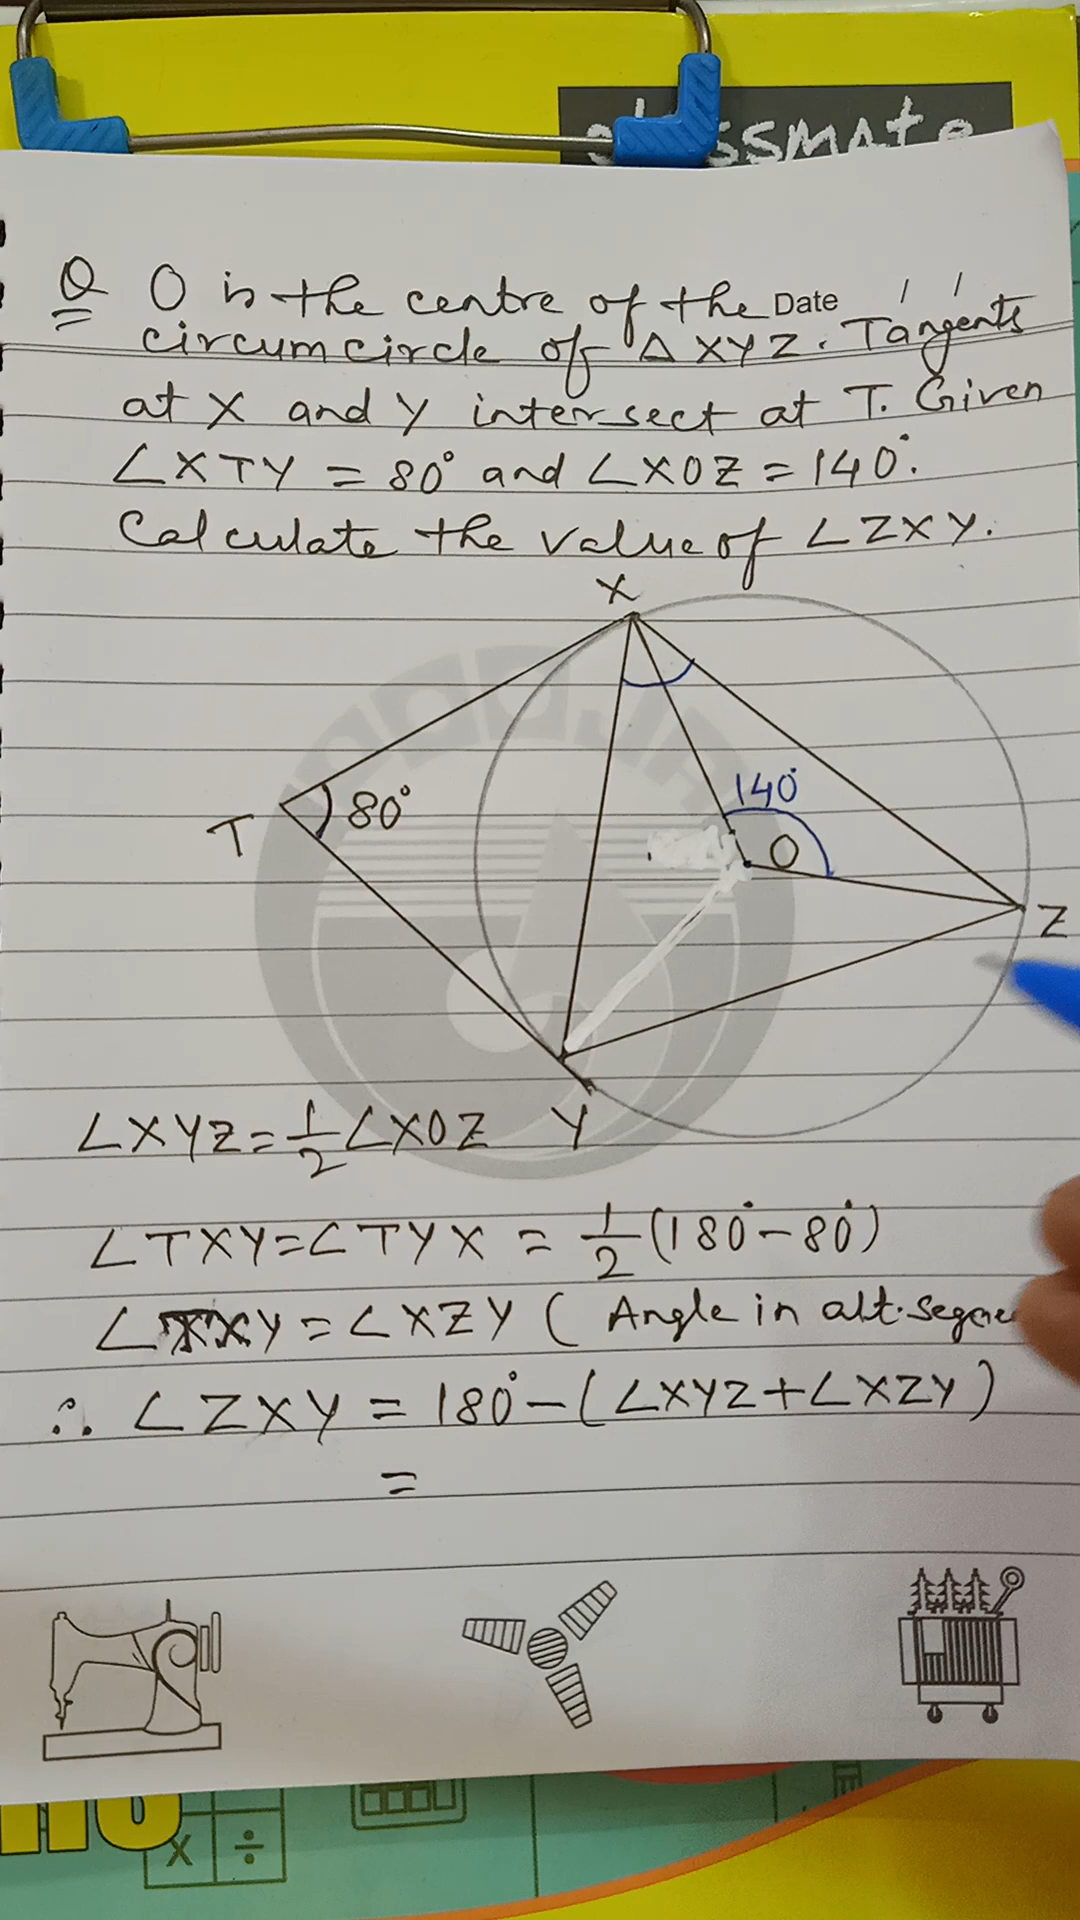 classmate
Q O is the centre of the Date / /
circumcircle of △XYZ. Tangents
at X and Y intersect at T. Given
∠XTY = 80° and ∠XOZ = 140°.
Calculate the value of ∠ZXY.
X
140°
T 80° O
Z
∠XYZ = 1/2 ∠XOZ Y
∠TXY = ∠TYX = 1/2 (180° - 80°)
∠TXY = ∠XZY ( Angle in alt. segme
∴ ∠ZXY = 180° - (∠XYZ + ∠XZY)
=
x ÷